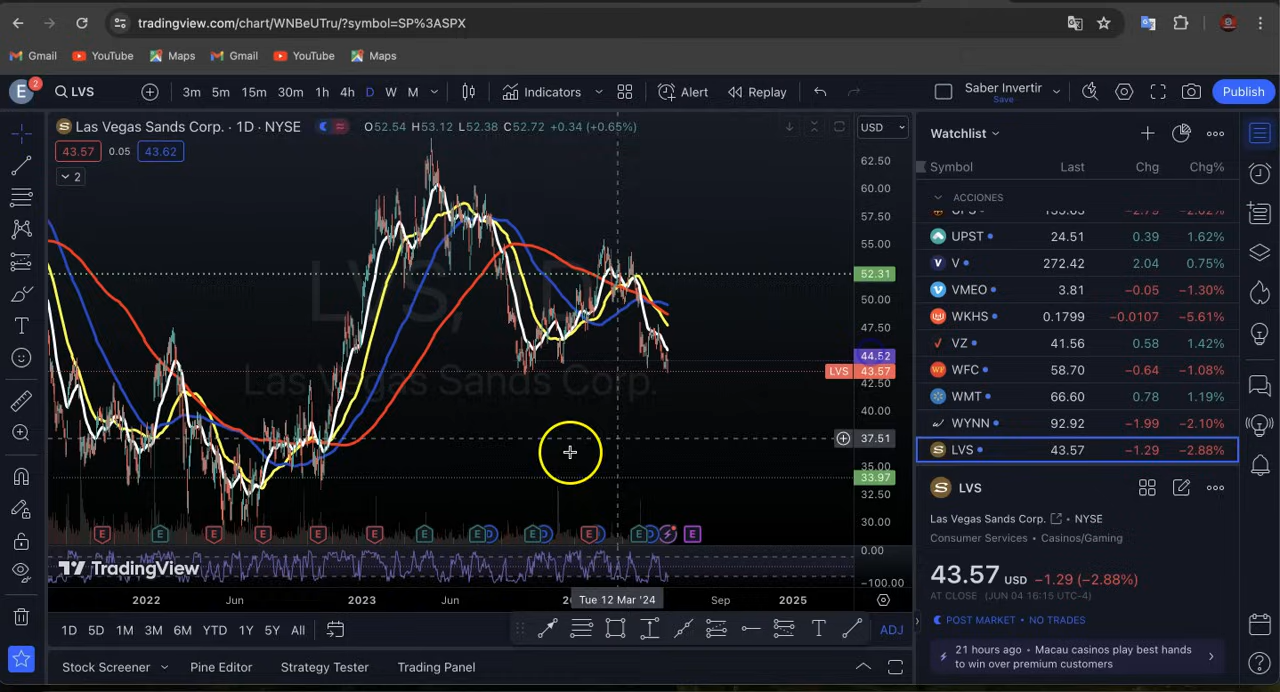 tradingview.com/chart/WNBeUTru/?symbol=SP%3ASPX
Gmail YouTube Maps Gmail YouTube Maps
E 2 LVS 3m 5m 15m 30m 1h 4h D W M Indicators Alert Replay Saber Invertir Save Publish
Las Vegas Sands Corp. · 1D · NYSE O52.54 H53.12 L52.38 C52.72 +0.34 (+0.65%) USD
43.57 0.05 43.62
2
62.50
60.00
57.50
55.00
52.31
50.00
47.50
44.52
LVS 43.57
42.50
40.00
37.51
35.00
33.97
32.50
30.00
0.00
−100.00
LVS, 1D
Las Vegas Sands Corp.
E E E E E E E D E D E D E D E
TradingView
2022 Jun 2023 Jun Tue 12 Mar '24 Sep 2025
1D 5D 1M 3M 6M YTD 1Y 5Y All ADJ
Stock Screener Pine Editor Strategy Tester Trading Panel
Watchlist
Symbol Last Chg Chg%
ACCIONES
UPST 24.51 0.39 1.62%
V 272.42 2.04 0.75%
VMEO 3.81 −0.05 −1.30%
WKHS 0.1799 −0.0107 −5.61%
VZ 41.56 0.58 1.42%
WFC 58.70 −0.64 −1.08%
WMT 66.60 0.78 1.19%
WYNN 92.92 −1.99 −2.10%
LVS 43.57 −1.29 −2.88%
LVS
Las Vegas Sands Corp. • NYSE
Consumer Services • Casinos/Gaming
43.57 USD −1.29 (−2.88%)
AT CLOSE (JUN 04 16:15 UTC-4)
POST MARKET • NO TRADES
21 hours ago • Macau casinos play best hands
to win over premium customers